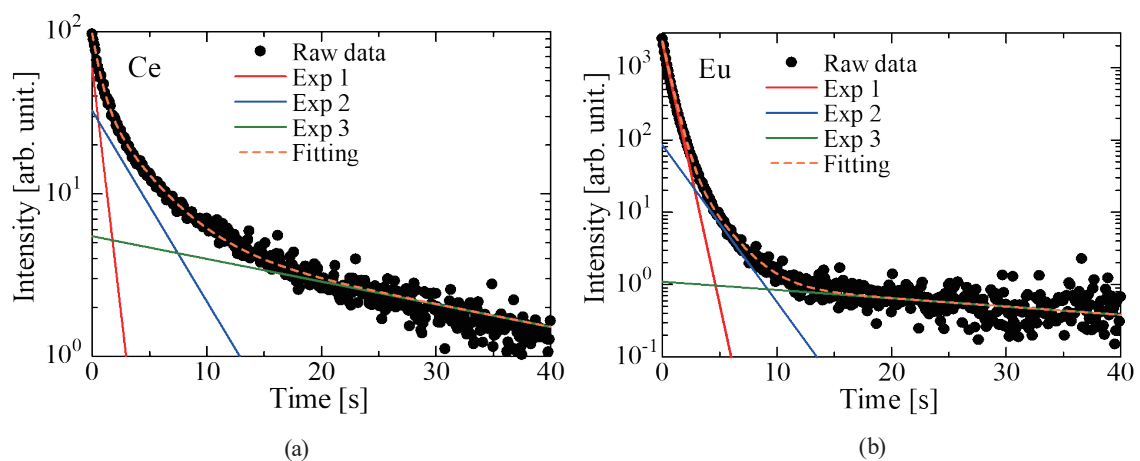 Ce
Raw data
Exp 1
Exp 2
Exp 3
Fitting
Intensity [arb. unit.]
10²
10¹
10⁰
0 10 20 30 40
Time [s]
(a)
Eu
Raw data
Exp 1
Exp 2
Exp 3
Fitting
Intensity [arb. unit.]
10³
10²
10¹
10⁰
10⁻¹
0 10 20 30 40
Time [s]
(b)